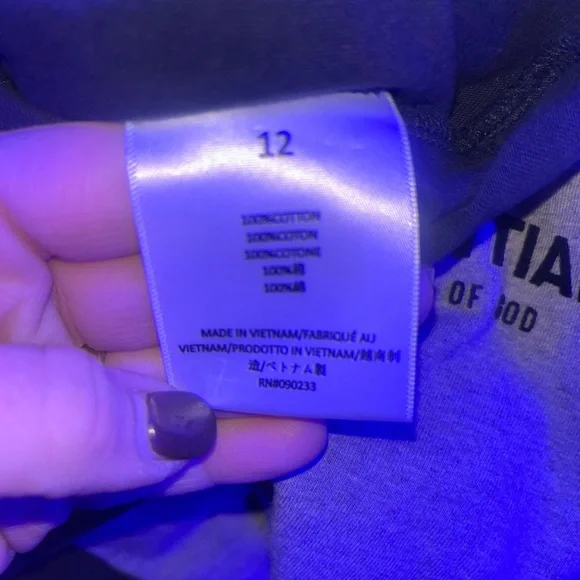 12
100%COTTON
100%COTON
100%COTONE
100%棉
100%綿
MADE IN VIETNAM/FABRIQUÉ AU
VIETNAM/PRODOTTO IN VIETNAM/越南制
造/ベトナム製
RN#090233
TIA
OF GOD